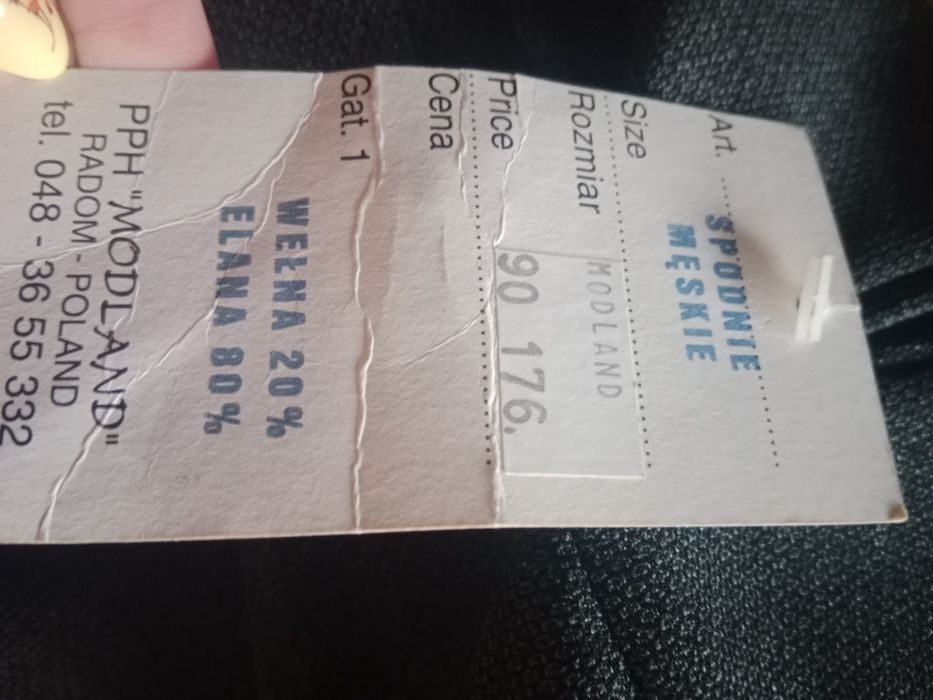 Art. .....SPODNIE.....
MĘSKIE
Size
Rozmiar
MODLAND
90 176.
Price
Cena
Gat. 1
WEŁNA 20%
ELANA 80%
PPH "MODLAND"
RADOM - POLAND
tel. 048 - 36 55 332